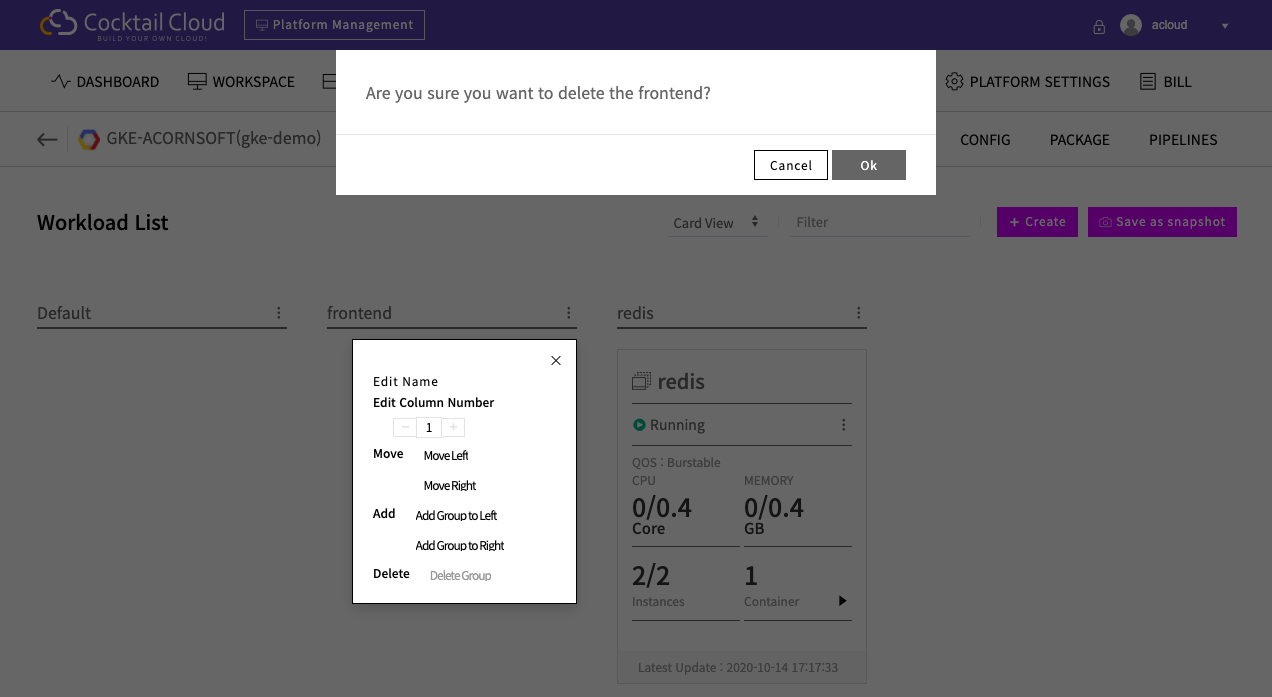 Cocktail Cloud
BUILD YOUR OWN CLOUD!
Platform Management
acloud
Are you sure you want to delete the frontend?
Cancel
Ok
DASHBOARD
WORKSPACE
PLATFORM SETTINGS
BILL
GKE-ACORNSOFT(gke-demo)
CONFIG
PACKAGE
PIPELINES
Workload List
Card View
Filter
+ Create
Save as snapshot
Default
frontend
redis
Edit Name
Edit Column Number
− 1 +
Move
Move Left
Move Right
Add
Add Group to Left
Add Group to Right
Delete
Delete Group
redis
Running
QOS : Burstable
CPU
MEMORY
0/0.4
0/0.4
Core
GB
2/2
1
Instances
Container
Latest Update : 2020-10-14 17:17:33